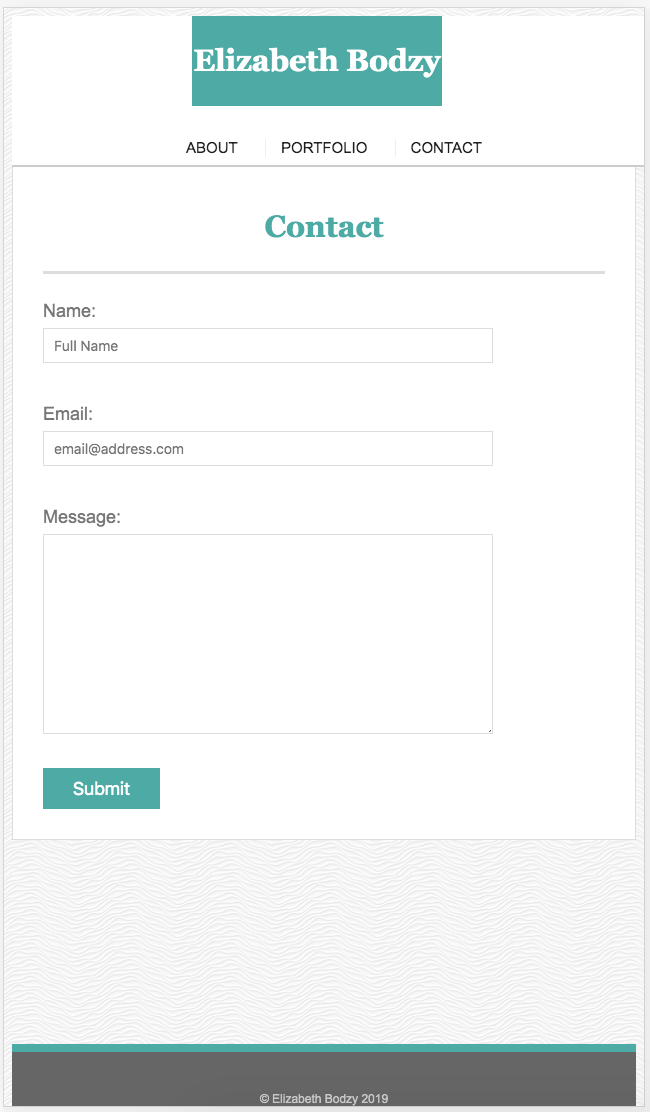 Elizabeth Bodzy
ABOUT PORTFOLIO CONTACT
Contact
Name:
Full Name
Email:
email@address.com
Message:
Submit
© Elizabeth Bodzy 2019